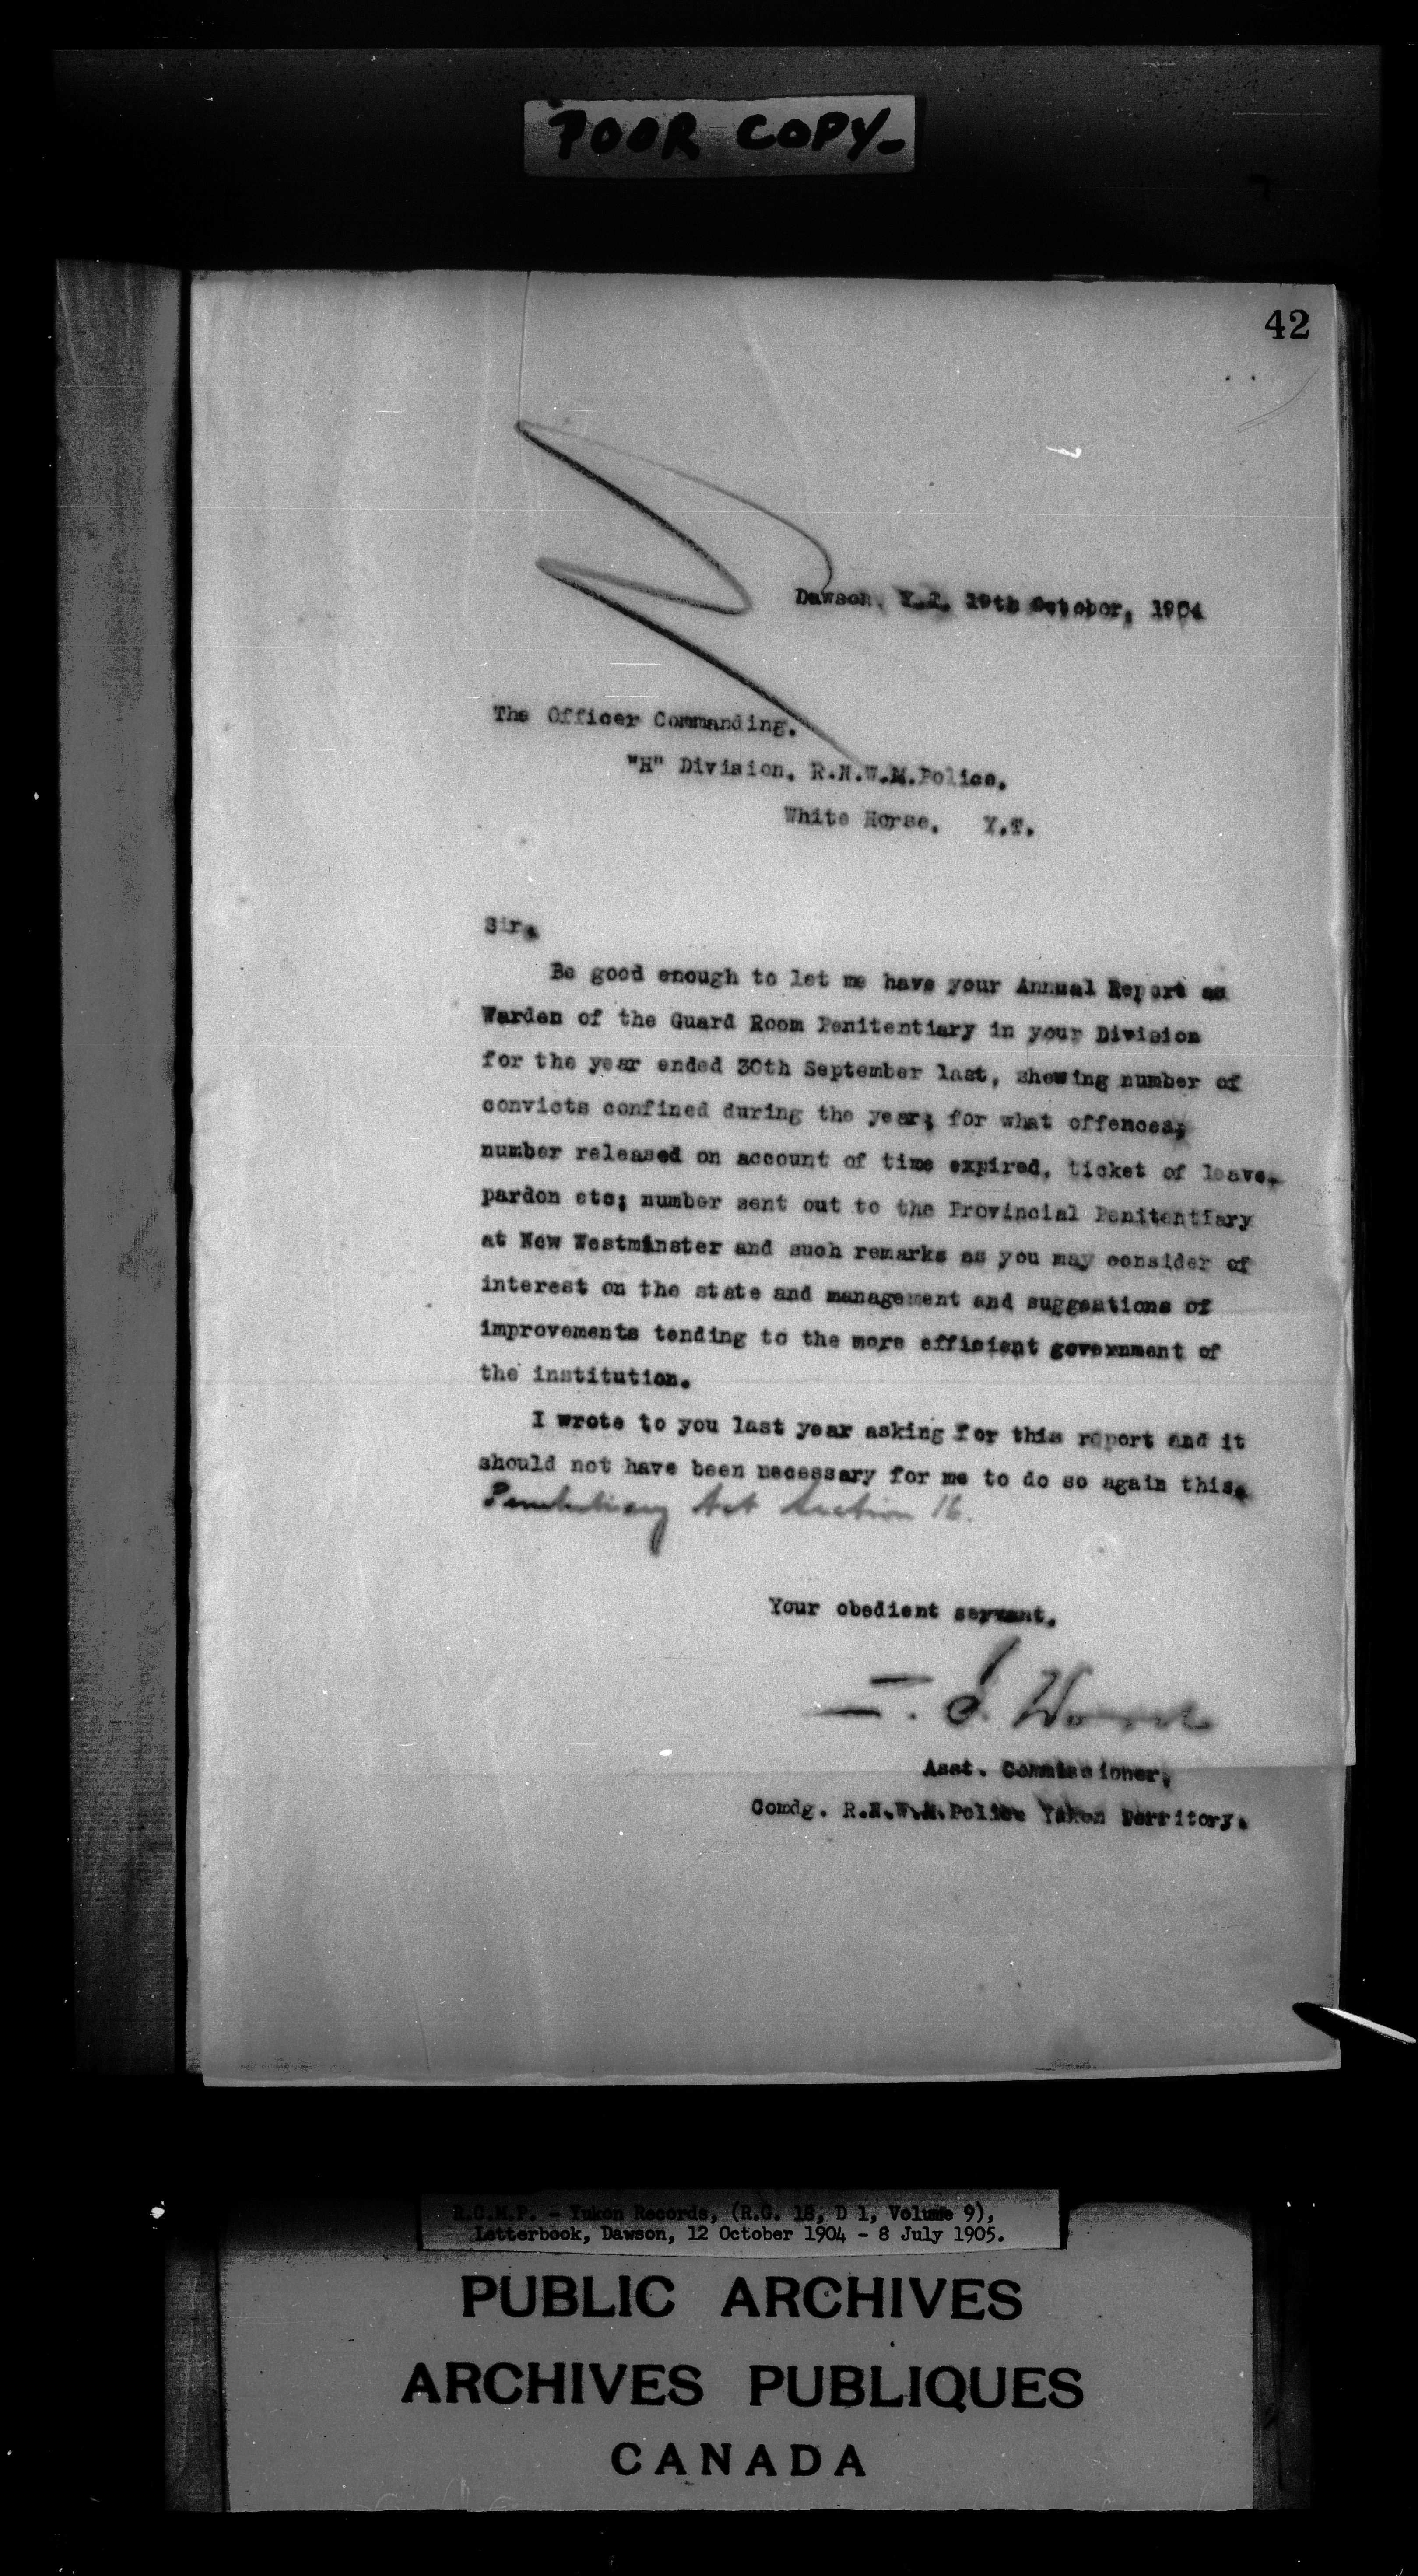 POOR COPY-
42
Dawson, Y.T. 19th October, 1904
The Officer Commanding.
"H" Division. R.N.W.M.Police.
White Horse. Y.T.
Sir.
Be good enough to let me have your Annual Report as
Warden of the Guard Room Penitentiary in your Division
for the year ended 30th September last, shewing number of
convicts confined during the year; for what offences;
number released on account of time expired, ticket of leave.
pardon etc; number sent out to the Provincial Penitentiary
at New Westminster and such remarks as you may consider of
interest on the state and management and suggestions of
improvements tending to the more efficient government of
the institution.
I wrote to you last year asking for this report and it
should not have been necessary for me to do so again this.
Penitentiary Act Section 16.
Your obedient servant.
Z. T. Wood
Asst. Commissioner.
Comdg. R.N.W.M.Police Yukon Territory.
R.C.M.P. - Yukon Records, (R.G. 18, D 1, Volume 9),
Letterbook, Dawson, 12 October 1904 - 8 July 1905.
PUBLIC ARCHIVES
ARCHIVES PUBLIQUES
CANADA